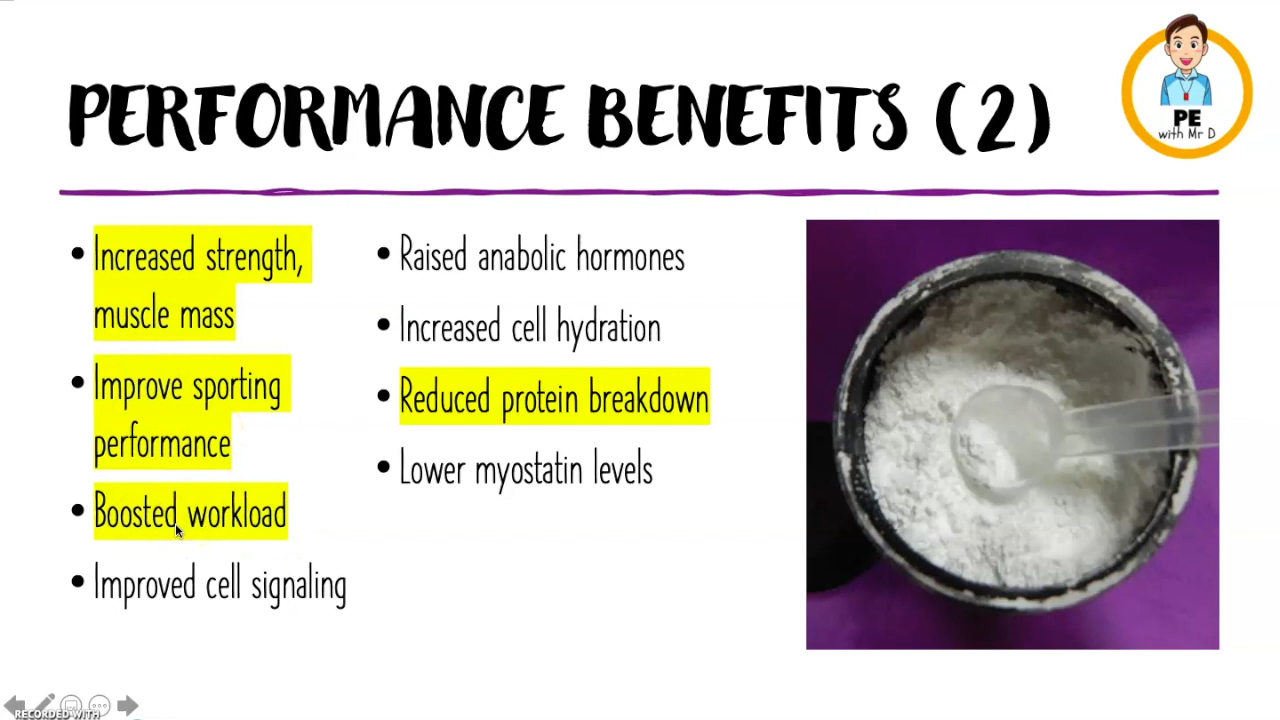 PERFORMANCE BENEFITS (2)
PE
with Mr D
• Increased strength,
muscle mass
• Improve sporting
performance
• Boosted workload
• Improved cell signaling
• Raised anabolic hormones
• Increased cell hydration
• Reduced protein breakdown
• Lower myostatin levels
RECORDED WITH